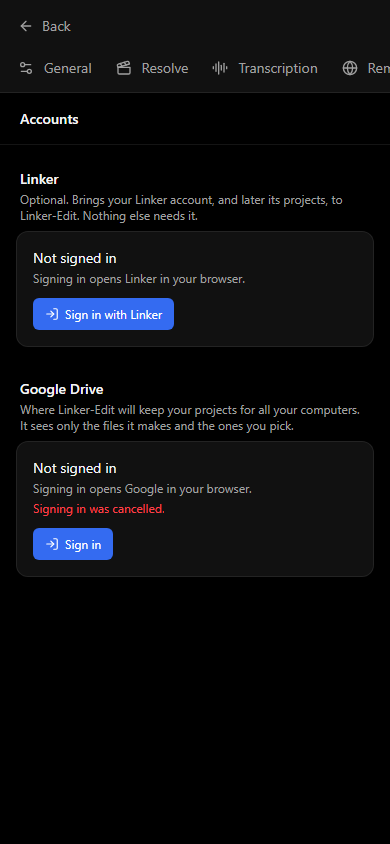 Back
General Resolve Transcription Rem
Accounts
Linker
Optional. Brings your Linker account, and later its projects, to
Linker-Edit. Nothing else needs it.
Not signed in
Signing in opens Linker in your browser.
Sign in with Linker
Google Drive
Where Linker-Edit will keep your projects for all your computers.
It sees only the files it makes and the ones you pick.
Not signed in
Signing in opens Google in your browser.
Signing in was cancelled.
Sign in